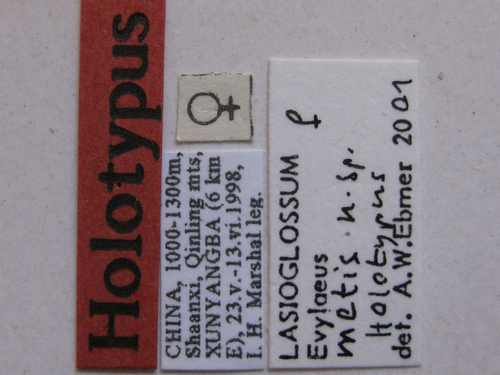 Holotypus
♀
CHINA, 1000-1300m,
Shaanxi, Qinling mts,
XUNYANGBA (6 km
E), 23.v.-13.vi.1998,
I. H. Marshal leg.
LASIOGLOSSUM ♀
Evylaeus
metis n.sp.
Holotypus
det. A.W.Ebmer 2001